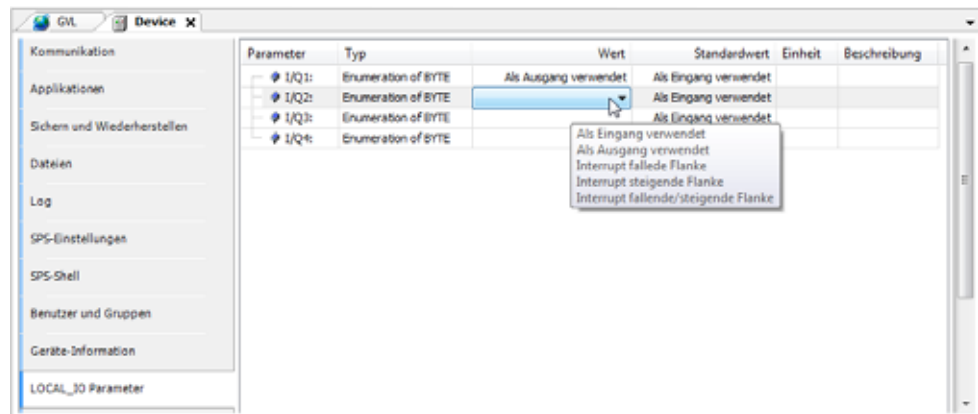 GVL Device
Kommunikation
Applikationen
Sichern und Wiederherstellen
Dateien
Log
SPS-Einstellungen
SPS-Shell
Benutzer und Gruppen
Geräte-Information
LOCAL_IO Parameter
Parameter Typ Wert Standardwert Einheit Beschreibung
I/Q1: Enumeration of BYTE Als Ausgang verwendet Als Eingang verwendet
I/Q2: Enumeration of BYTE Als Eingang verwendet
I/Q3: Enumeration of BYTE Als Eingang verwendet
I/Q4: Enumeration of BYTE
Als Eingang verwendet
Als Ausgang verwendet
Interrupt fallede Flanke
Interrupt steigende Flanke
Interrupt fallende/steigende Flanke